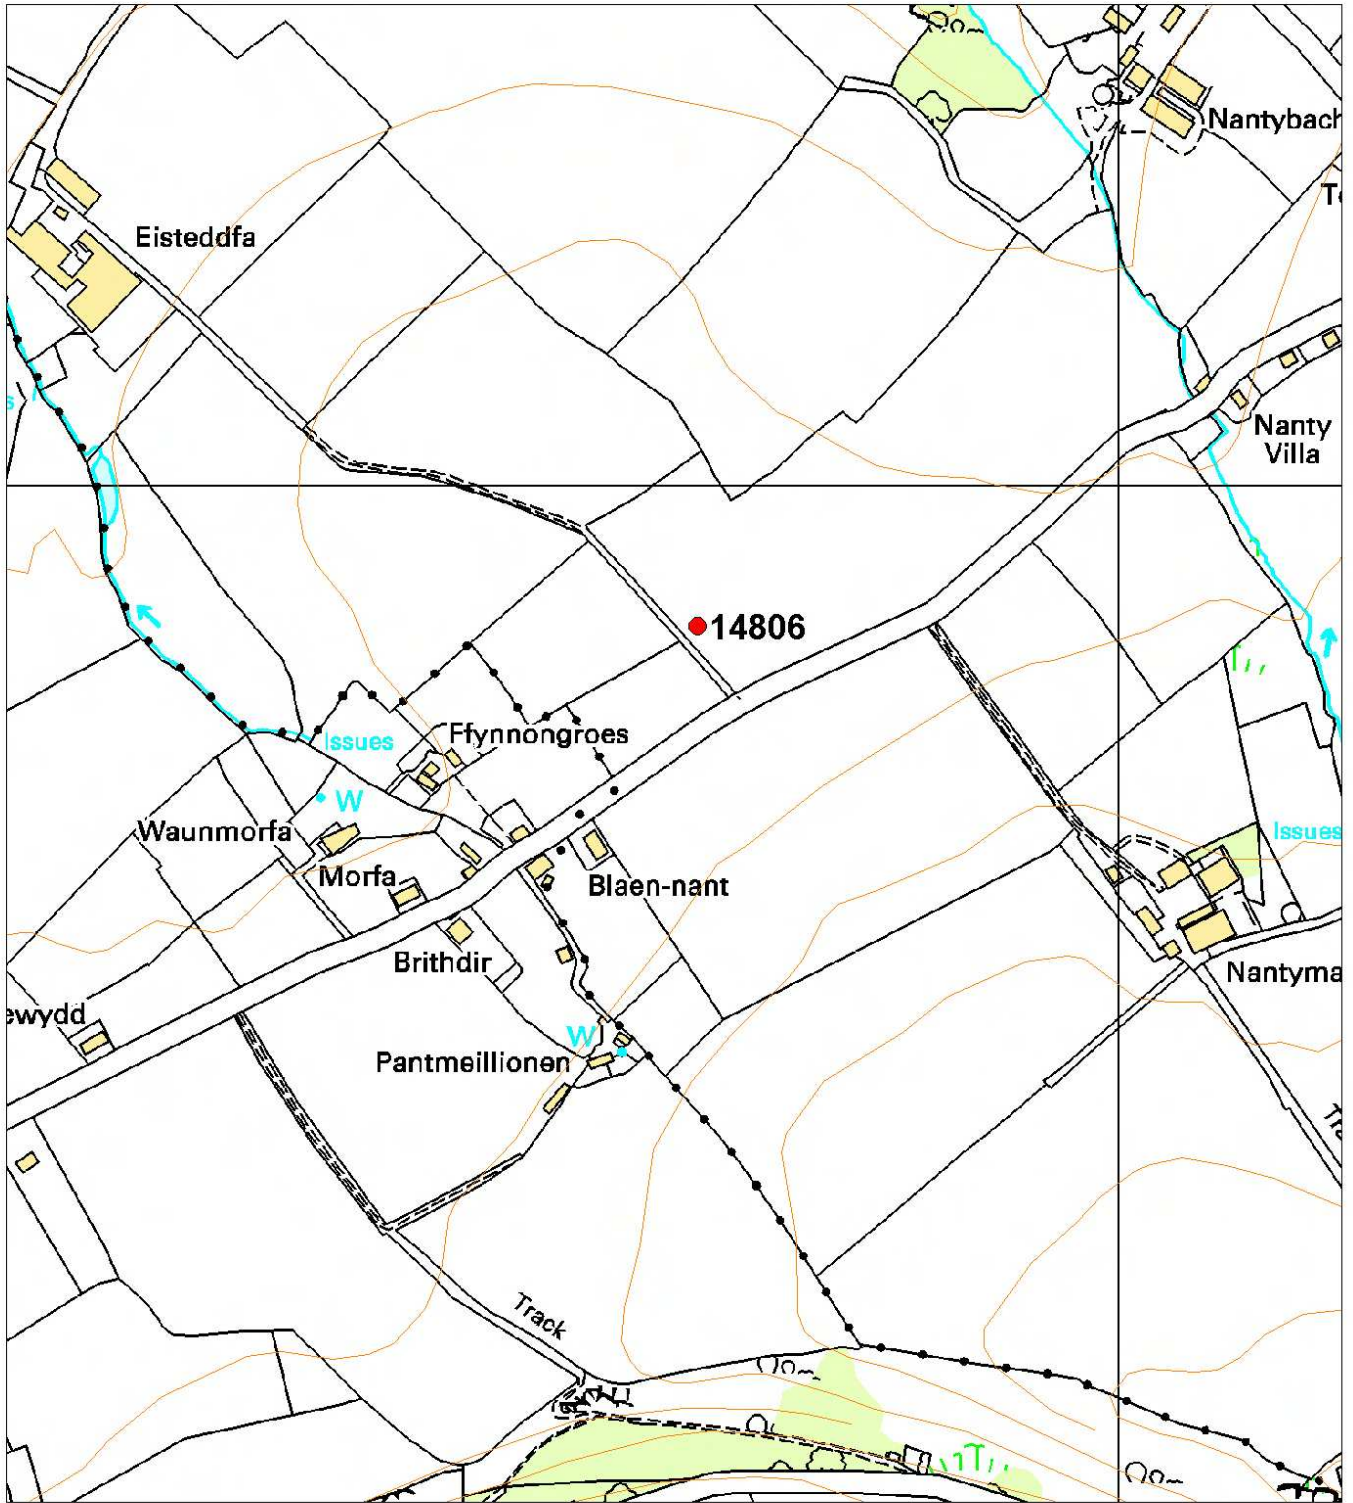 Nantybach
Eisteddfa
Nanty
Villa
14806
Ffynnongroes
Issues
W
Waunmorfa
Issues
Morfa
Blaen-nant
Brithdir
Nantyma
ewydd
W
Pantmeillionen
Track